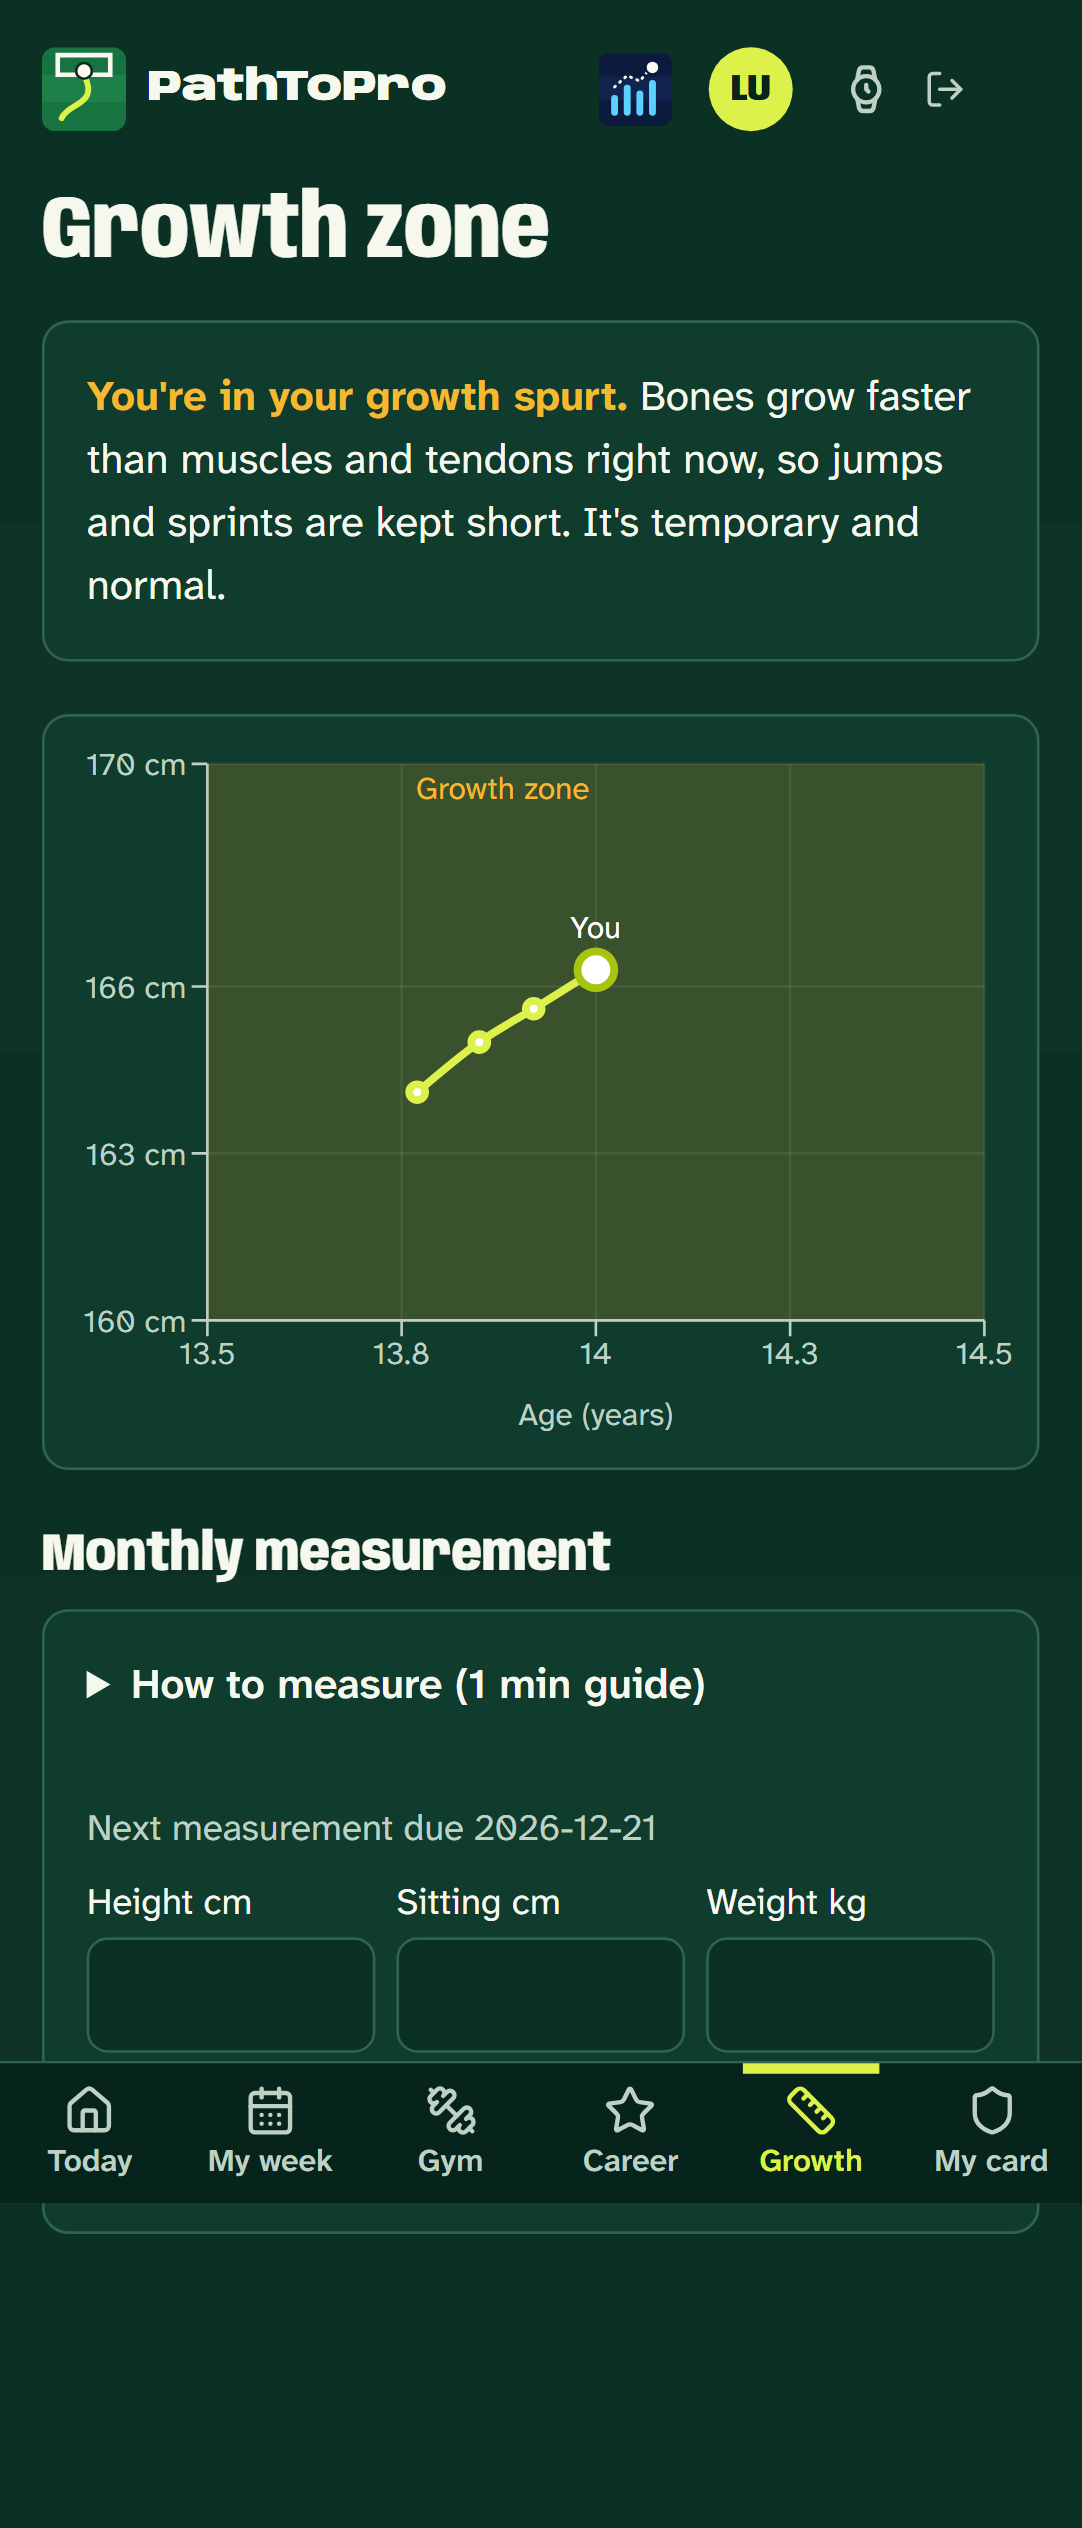 PathToPro
LU
Growth zone
You're in your growth spurt. Bones grow faster
than muscles and tendons right now, so jumps
and sprints are kept short. It's temporary and
normal.
170 cm
Growth zone
You
166 cm
163 cm
160 cm
13.5
13.8
14
14.3
14.5
Age (years)
Monthly measurement
▶ How to measure (1 min guide)
Next measurement due 2026-12-21
Height cm
Sitting cm
Weight kg
Today
My week
Gym
Career
Growth
My card